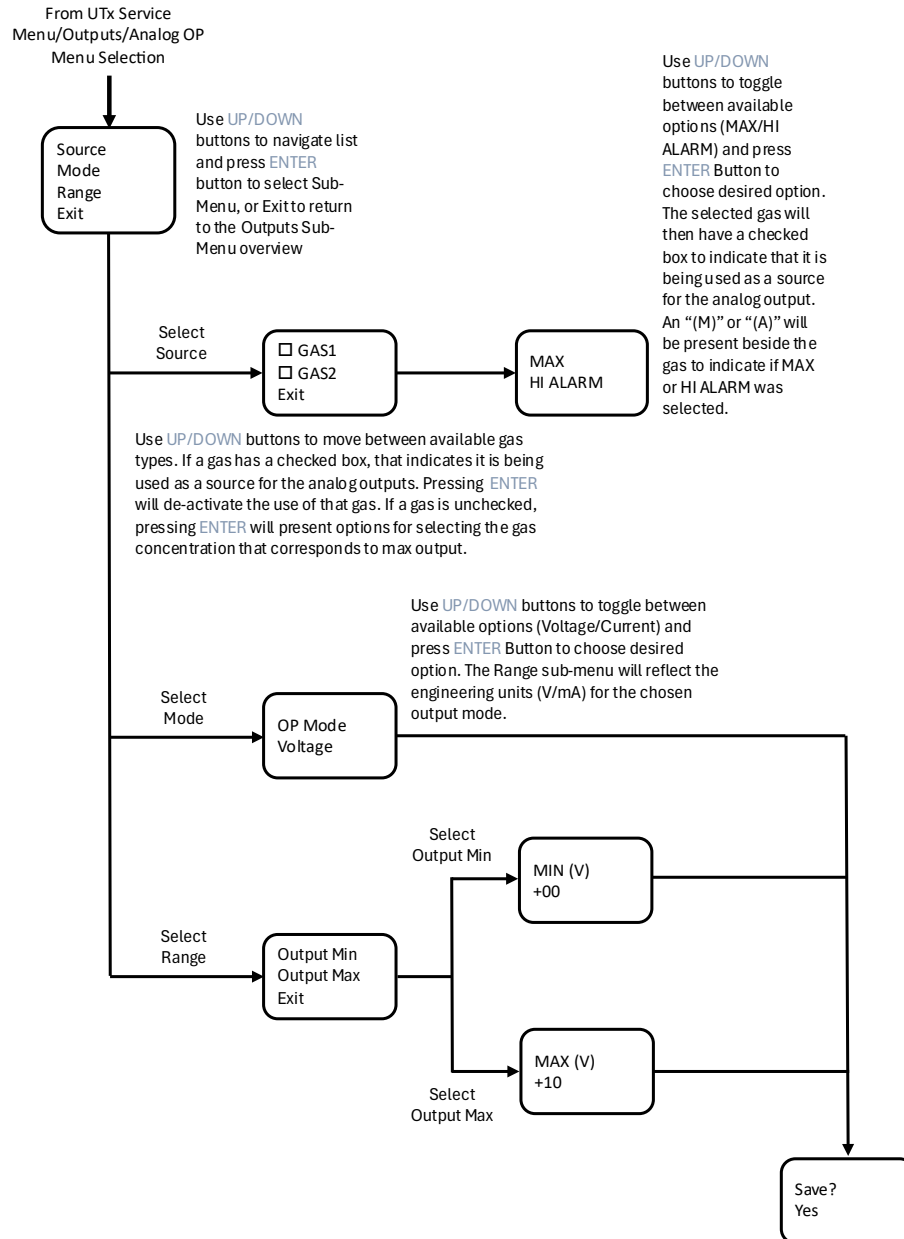 From UTx Service
Menu/Outputs/Analog OP
Menu Selection
Source
Mode
Range
Exit
Use UP/DOWN
buttons to navigate list
and press ENTER
button to select Sub-
Menu, or Exit to return
to the Outputs Sub-
Menu overview
Use UP/DOWN
buttons to toggle
between available
options (MAX/HI
ALARM) and press
ENTER Button to
choose desired option.
The selected gas will
then have a checked
box to indicate that it is
being used as a source
for the analog output.
An “(M)” or “(A)” will
be present beside the
gas to indicate if MAX
or HI ALARM was
selected.
Select
Source
☐ GAS1
☐ GAS2
Exit
MAX
HI ALARM
Use UP/DOWN buttons to move between available gas
types. If a gas has a checked box, that indicates it is being
used as a source for the analog outputs. Pressing ENTER
will de-activate the use of that gas. If a gas is unchecked,
pressing ENTER will present options for selecting the gas
concentration that corresponds to max output.
Use UP/DOWN buttons to toggle between
available options (Voltage/Current) and
press ENTER Button to choose desired
option. The Range sub-menu will reflect the
engineering units (V/mA) for the chosen
output mode.
Select
Mode
OP Mode
Voltage
Select
Output Min
MIN (V)
+00
Select
Range
Output Min
Output Max
Exit
MAX (V)
+10
Select
Output Max
Save?
Yes